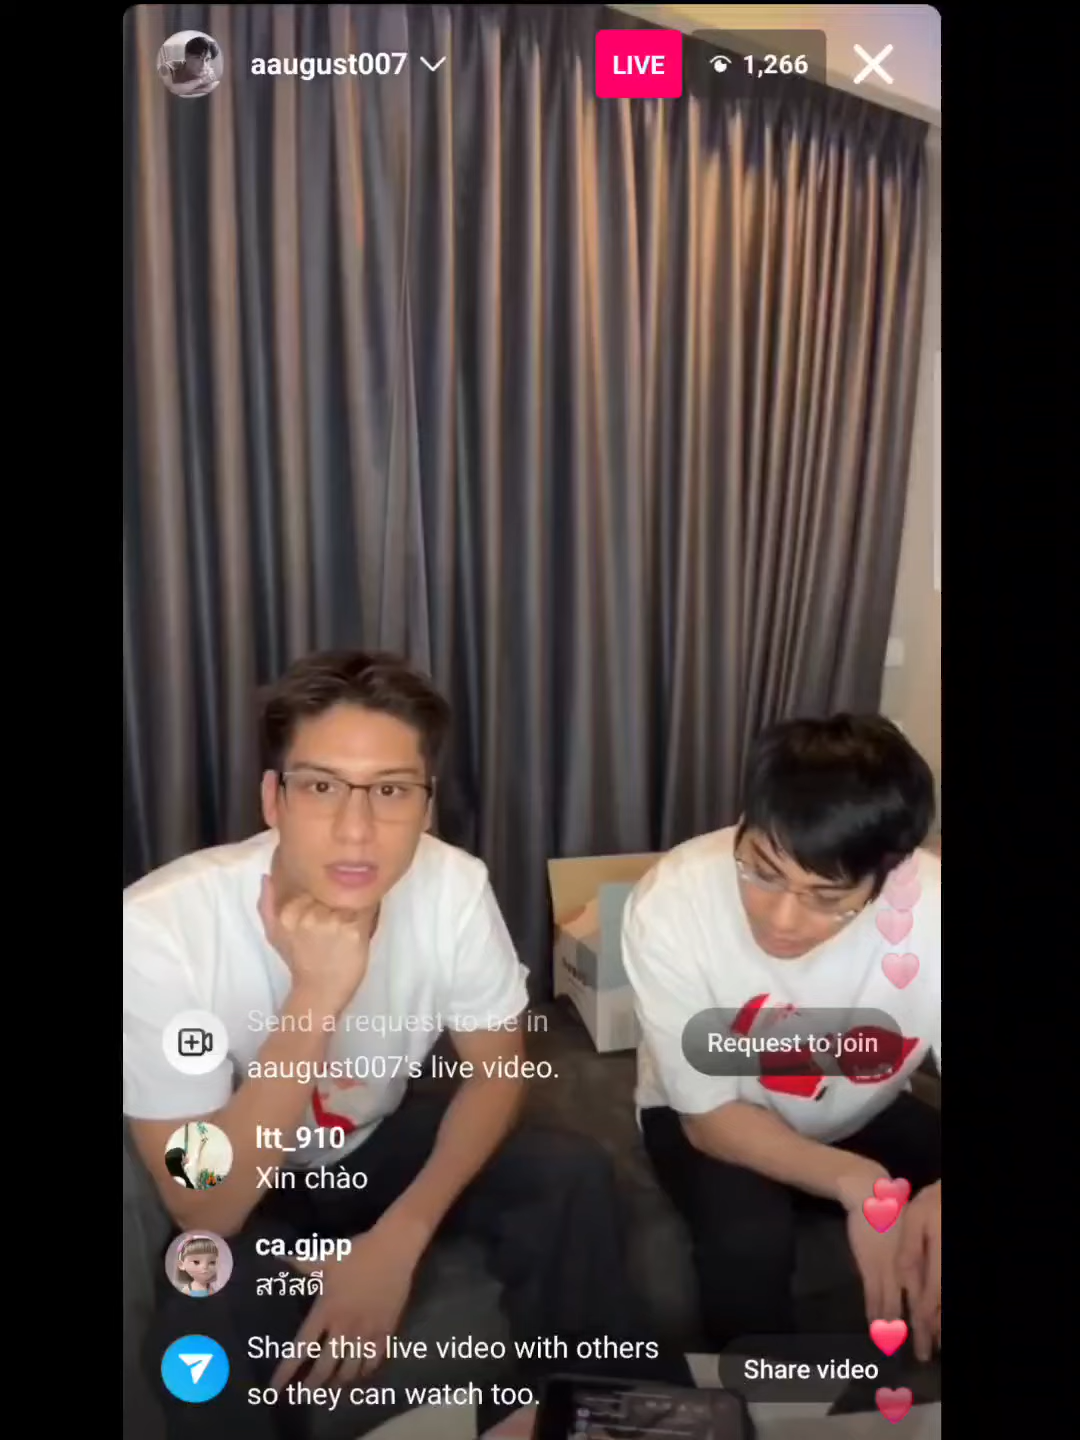 aaugust007
LIVE
1,266
Send a request to be in
aaugust007's live video.
Request to join
ltt_910
Xin chào
ca.gjpp
สวัสดี
Share this live video with others
so they can watch too.
Share video